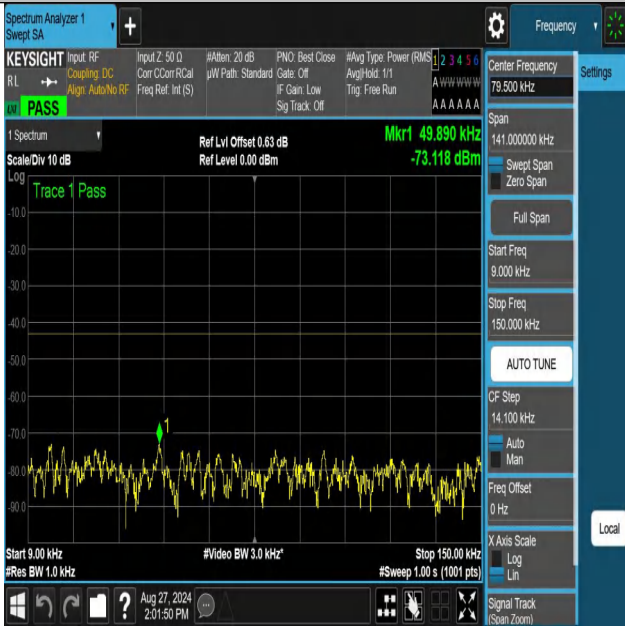 Spectrum Analyzer 1
Swept SA
+
Frequency
KEYSIGHT
RL
PASS
Input: RF
Coupling: DC
Align: Auto/No RF
Input Z: 50 Ω
Corr CCorr RCal
Freq Ref: Int (S)
#Atten: 20 dB
µW Path: Standard
PNO: Best Close
Gate: Off
IF Gain: Low
Sig Track: Off
#Avg Type: Power (RMS
Avg|Hold: 1/1
Trig: Free Run
1 2 3 4 5 6
A W W W W W
A A A A A A
1 Spectrum
Scale/Div 10 dB
Ref Lvl Offset 0.63 dB
Ref Level 0.00 dBm
Mkr1 49.890 kHz
-73.118 dBm
Log
Trace 1 Pass
-10.0
-20.0
-30.0
-40.0
-50.0
-60.0
-70.0
-80.0
-90.0
1
Start 9.00 kHz
#Res BW 1.0 kHz
#Video BW 3.0 kHz*
Stop 150.00 kHz
#Sweep 1.00 s (1001 pts)
?
Aug 27, 2024
2:01:50 PM
Center Frequency
79.500 kHz
Span
141.000000 kHz
Swept Span
Zero Span
Full Span
Start Freq
9.000 kHz
Stop Freq
150.000 kHz
AUTO TUNE
CF Step
14.100 kHz
Auto
Man
Freq Offset
0 Hz
X Axis Scale
Log
Lin
Signal Track
(Span Zoom)
Settings
Local